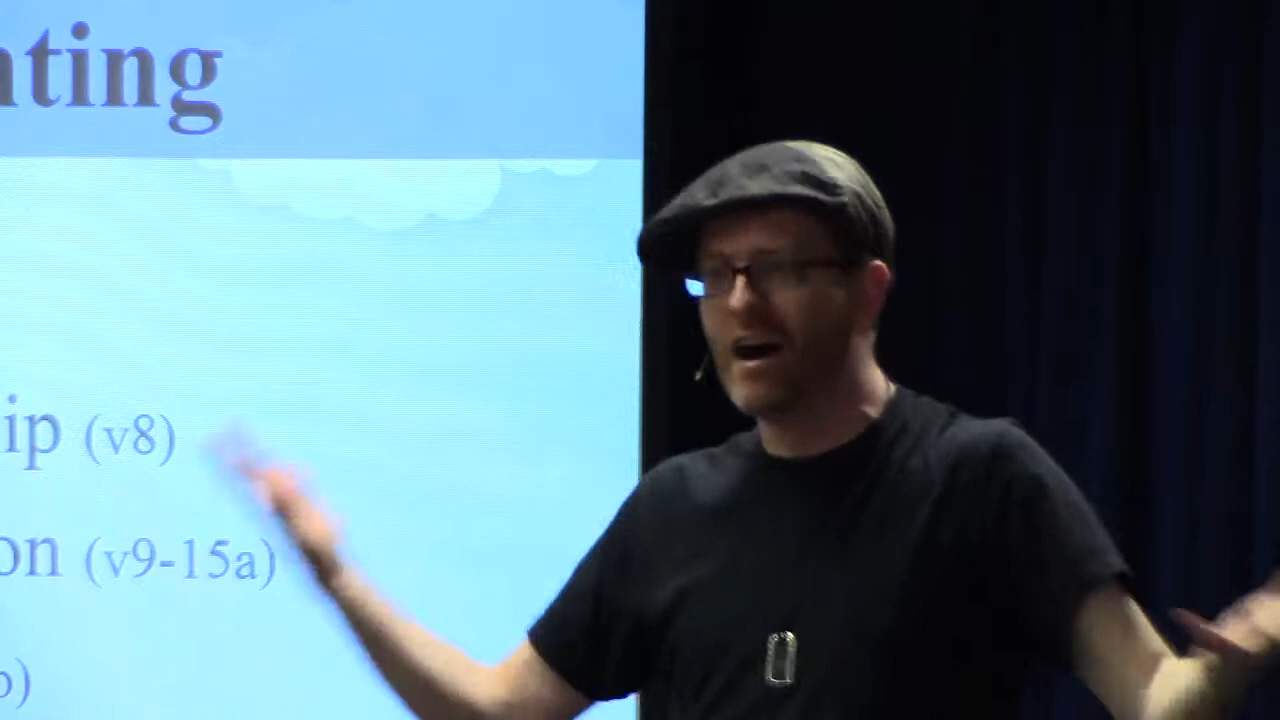 nting
ip (v8)
on (v9-15a)
b)